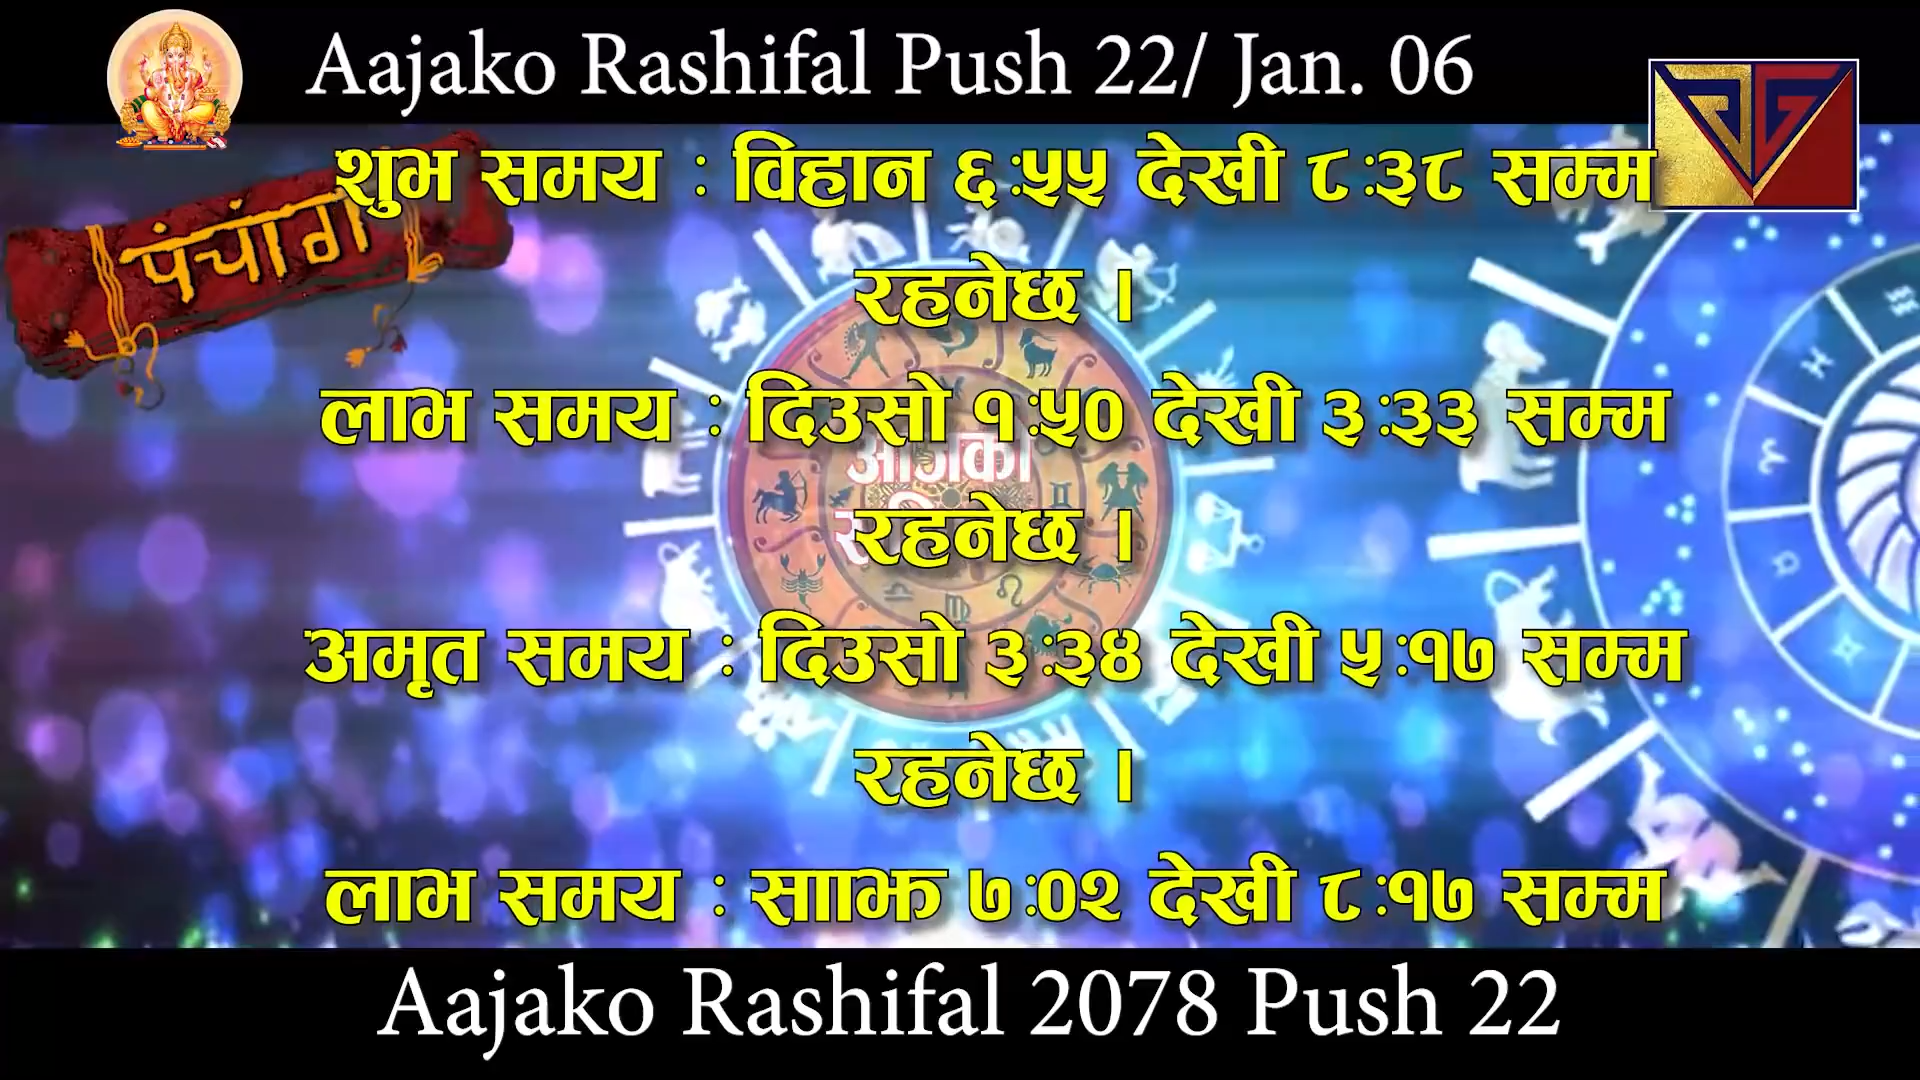 Aajako Rashifal Push 22/ Jan. 06
पंचांग
शुभ समय : विहान ६:५५ देखी ८:३८ सम्म
रहनेछ ।
लाभ समय : दिउसो १:५० देखी ३:३३ सम्म
आजको
रहनेछ ।
अमृत समय : दिउसो ३:३४ देखी ५:१७ सम्म
रहनेछ ।
लाभ समय : सााझ ७:०२ देखी ८:१७ सम्म
Aajako Rashifal 2078 Push 22